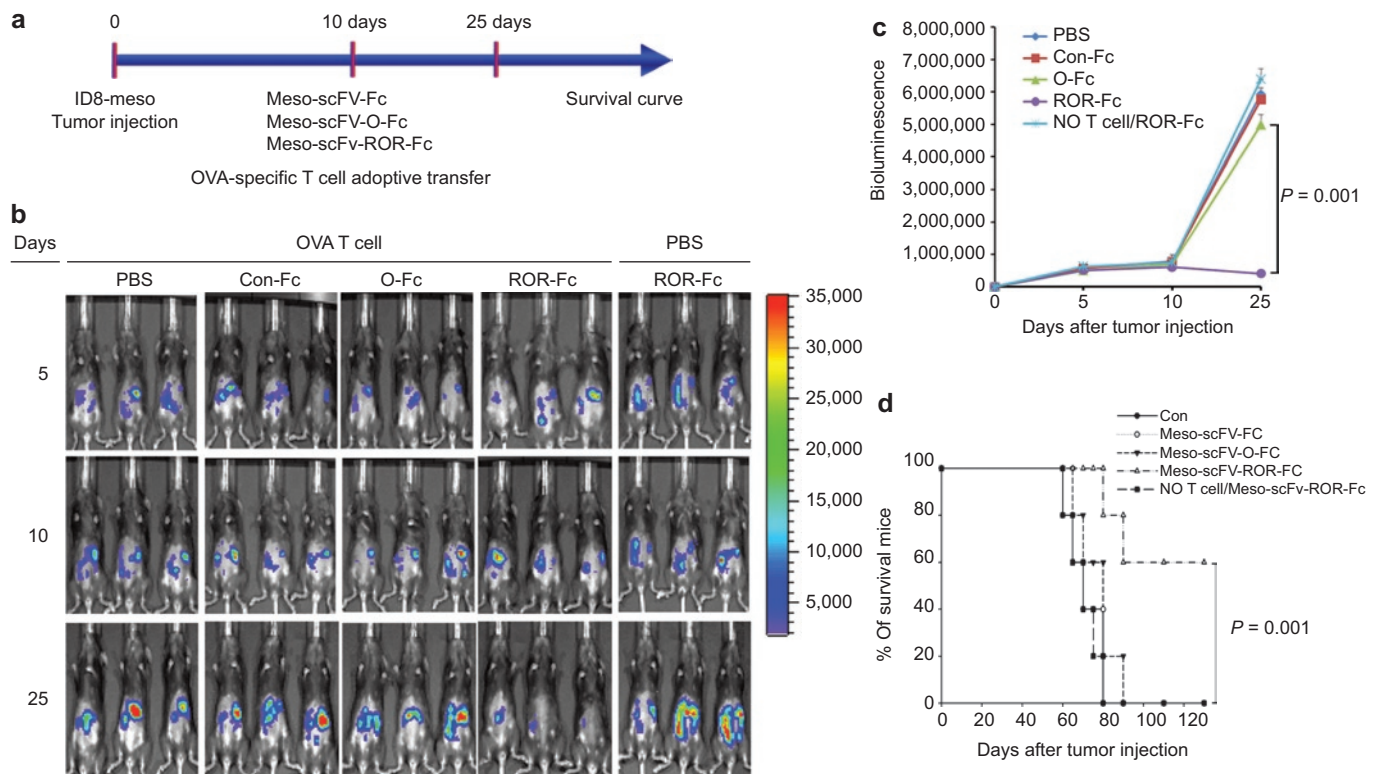 a
0 10 days 25 days
ID8-meso
Tumor injection
Meso-scFV-Fc
Meso-scFV-O-Fc
Meso-scFv-ROR-Fc
Survival curve
OVA-specific T cell adoptive transfer
b
Days OVA T cell PBS
PBS Con-Fc O-Fc ROR-Fc ROR-Fc
5
10
25
35,000
30,000
25,000
20,000
15,000
10,000
5,000
c
Bioluminescence
8,000,000
7,000,000
6,000,000
5,000,000
4,000,000
3,000,000
2,000,000
1,000,000
0
PBS
Con-Fc
O-Fc
ROR-Fc
NO T cell/ROR-Fc
P = 0.001
0 5 10 25
Days after tumor injection
d
Con
Meso-scFV-FC
Meso-scFV-O-FC
Meso-scFV-ROR-FC
NO T cell/Meso-scFv-ROR-Fc
% Of survival mice
100
80
60
40
20
0
P = 0.001
0 20 40 60 80 100 120
Days after tumor injection